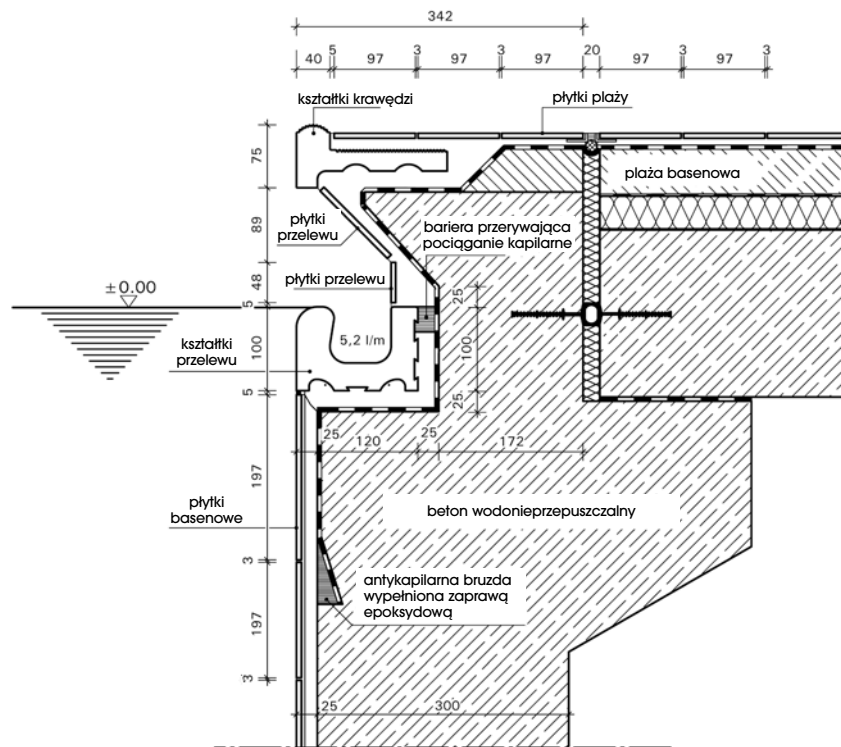 342
40
5
97
3
97
3
97
20
97
3
97
3
kształtki krawędzi
płytki plaży
75
plaża basenowa
89
płytki
przelewu
bariera przerywająca
pociąganie kapilarne
48
płytki przelewu
±0.00
25
5
5,2 l/m
100
kształtki
przelewu
100
5
25
25
120
25
172
197
płytki
basenowe
beton wodonieprzepuszczalny
3
antykapilarna bruzda
wypełniona zaprawą
epoksydową
197
3
25
300